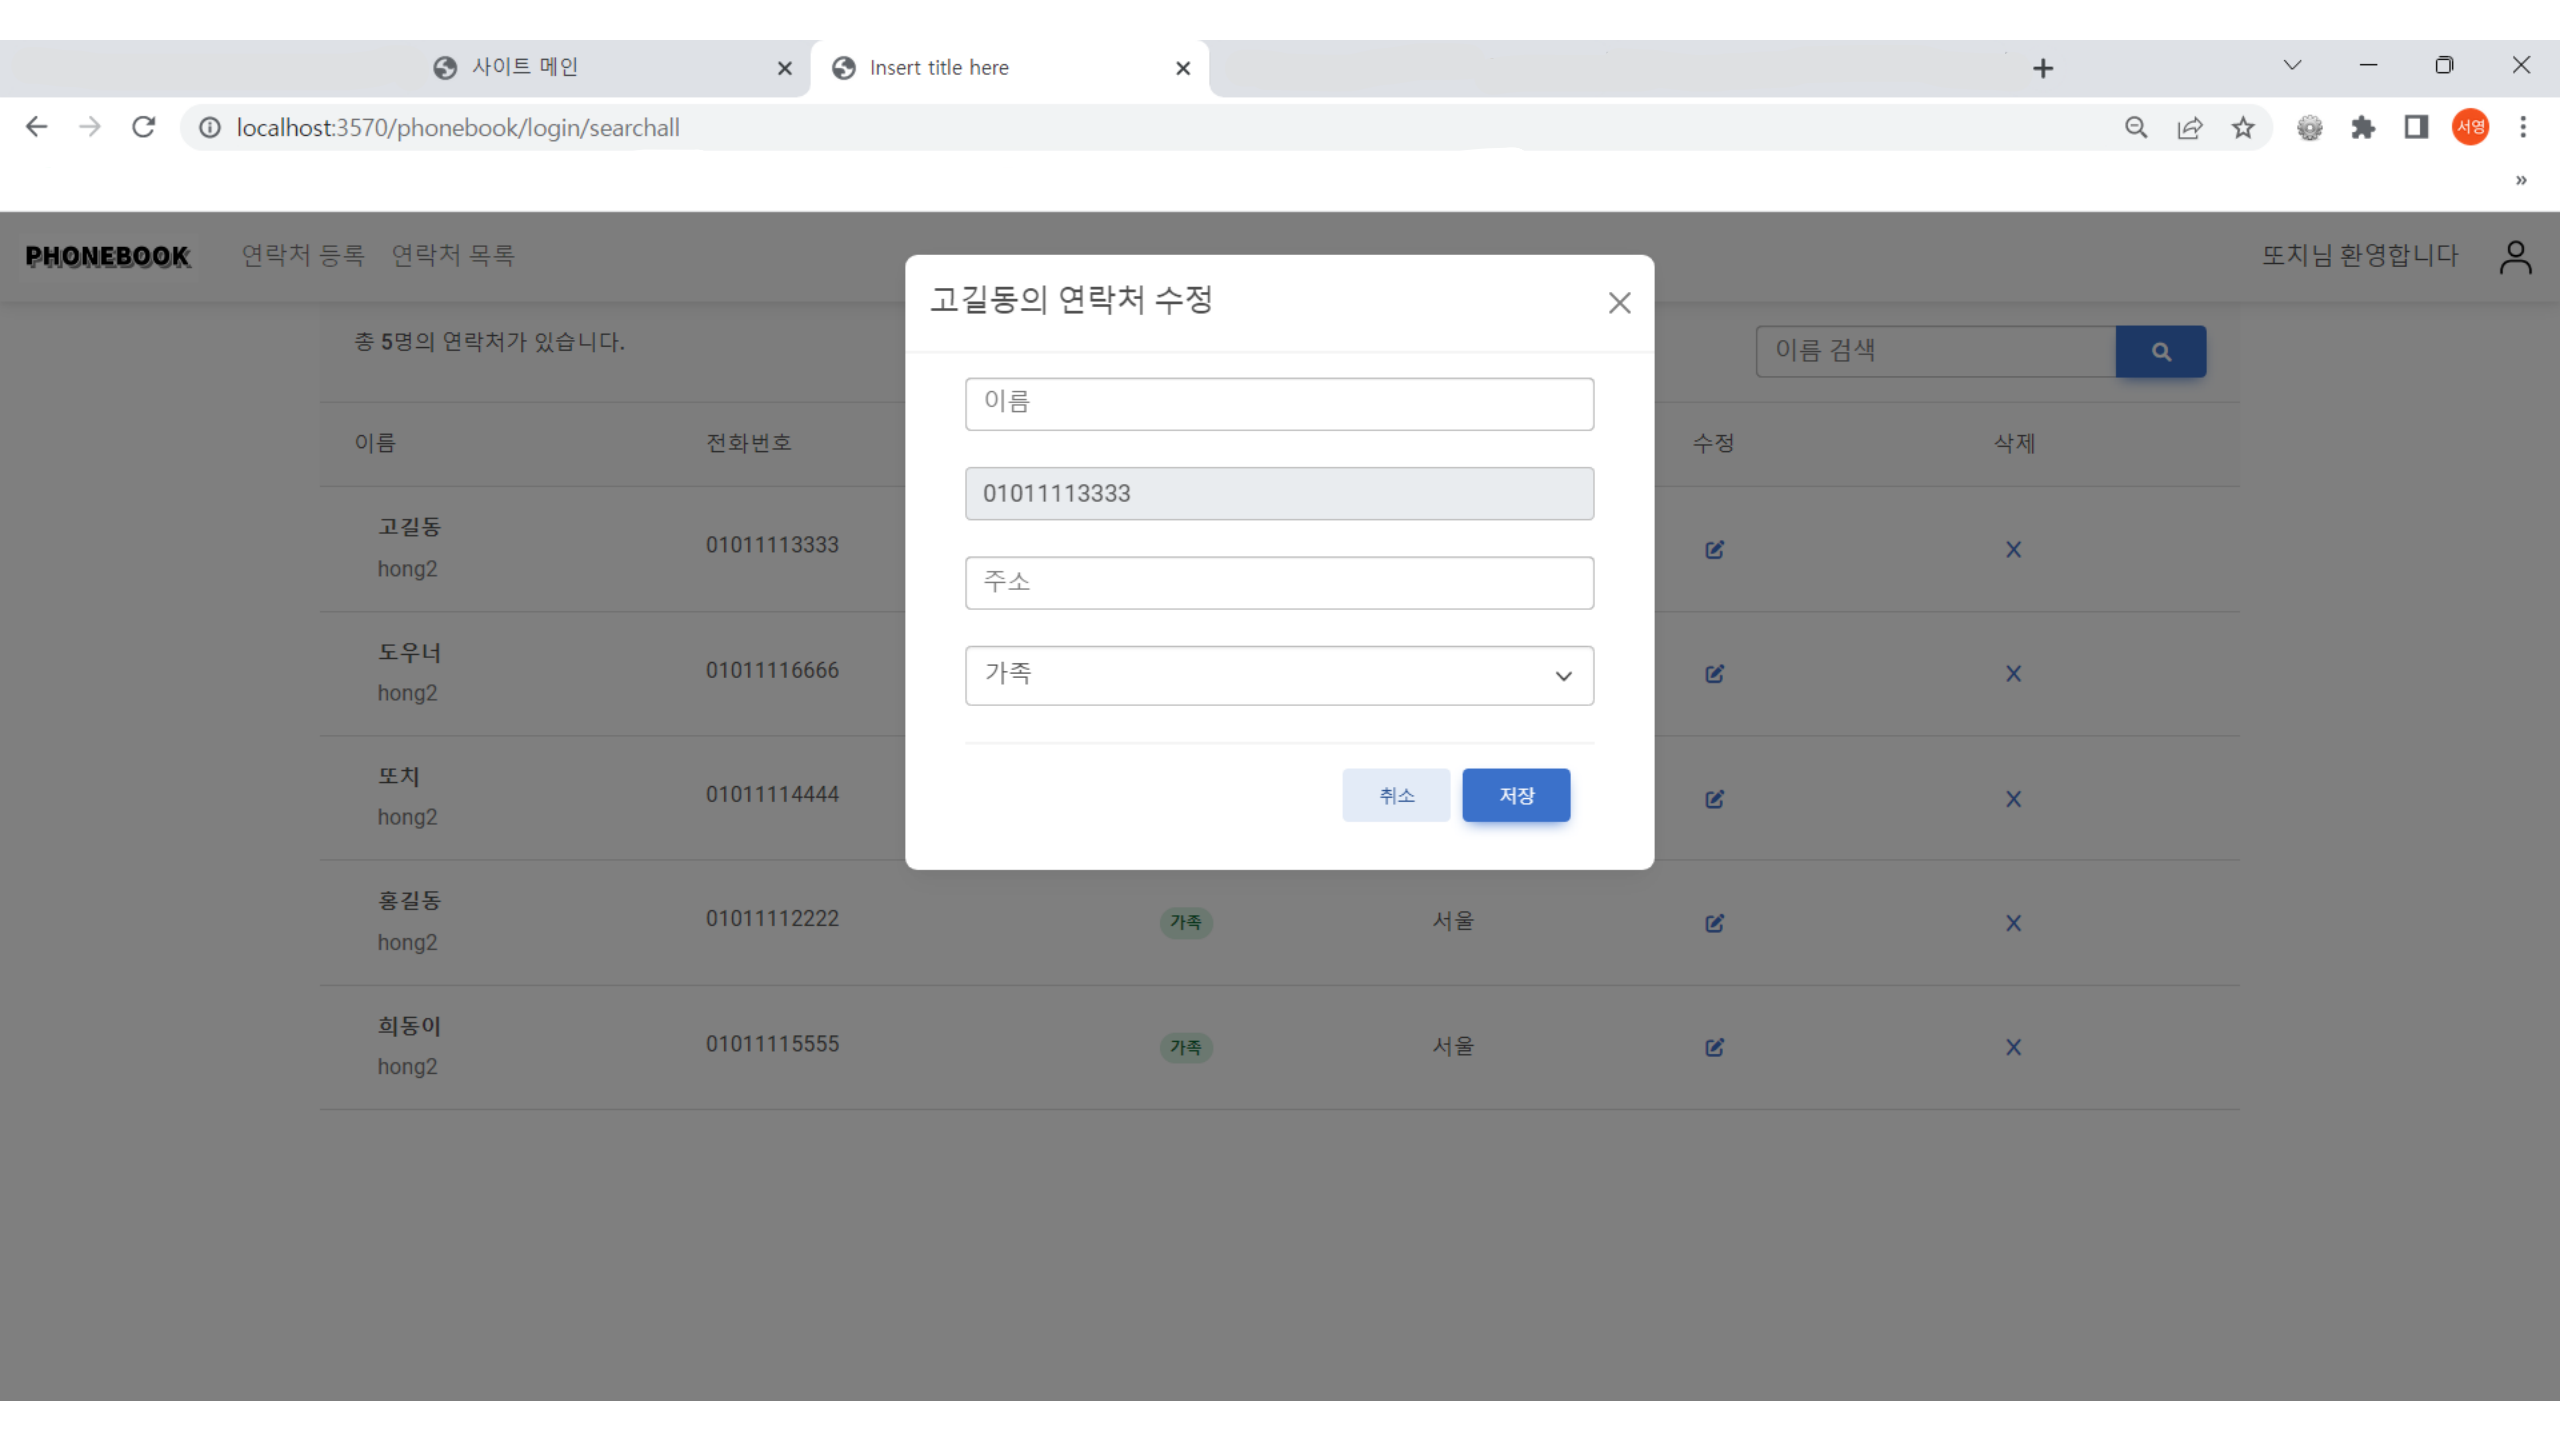 사이트 메인
Insert title here
localhost:3570/phonebook/login/searchall
서영
»
PHONEBOOK 연락처 등록 연락처 목록 또치님 환영합니다
고길동의 연락처 수정
이름
01011113333
주소
가족
취소 저장
총 5명의 연락처가 있습니다.
이름 검색
이름 전화번호 수정 삭제
고길동
hong2
01011113333
도우너
hong2
01011116666
또치
hong2
01011114444
홍길동
hong2
01011112222 가족 서울
희동이
hong2
01011115555 가족 서울